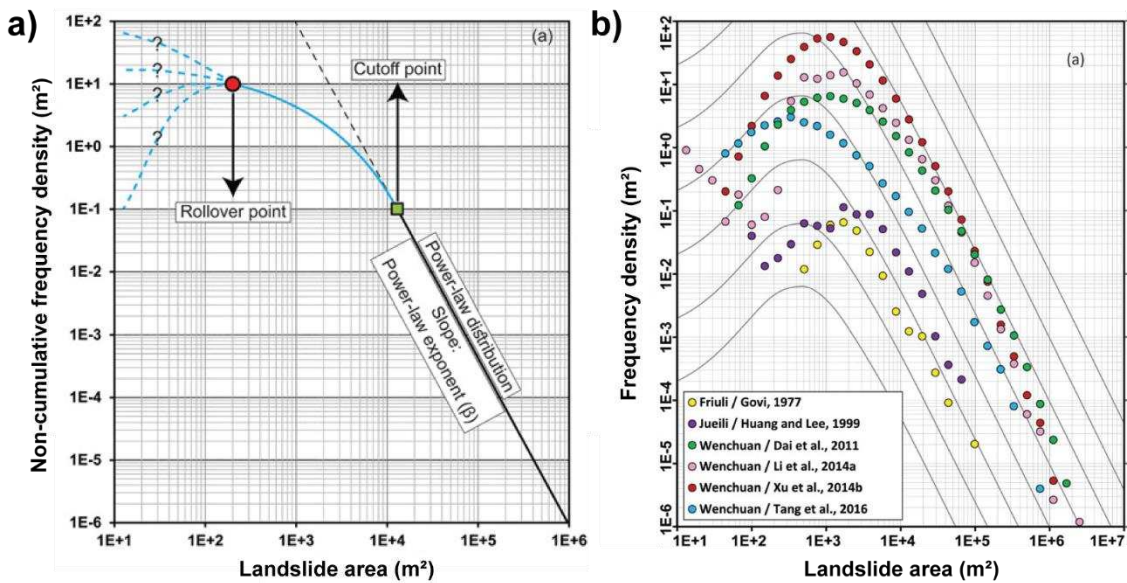 a)
Non-cumulative frequency density (m²)
1E+2
1E+1
1E+0
1E-1
1E-2
1E-3
1E-4
1E-5
1E-6
(a)
?
?
?
?
Cutoff point
Rollover point
Power-law distribution
Slope:
Power-law exponent (β)
1E+1 1E+2 1E+3 1E+4 1E+5 1E+6
Landslide area (m²)
b)
Frequency density (m²)
1E+2
1E+1
1E+0
1E-1
1E-2
1E-3
1E-4
1E-5
1E-6
(a)
Friuli / Govi, 1977
Jueili / Huang and Lee, 1999
Wenchuan / Dai et al., 2011
Wenchuan / Li et al., 2014a
Wenchuan / Xu et al., 2014b
Wenchuan / Tang et al., 2016
1E+1 1E+2 1E+3 1E+4 1E+5 1E+6 1E+7
Landslide area (m²)